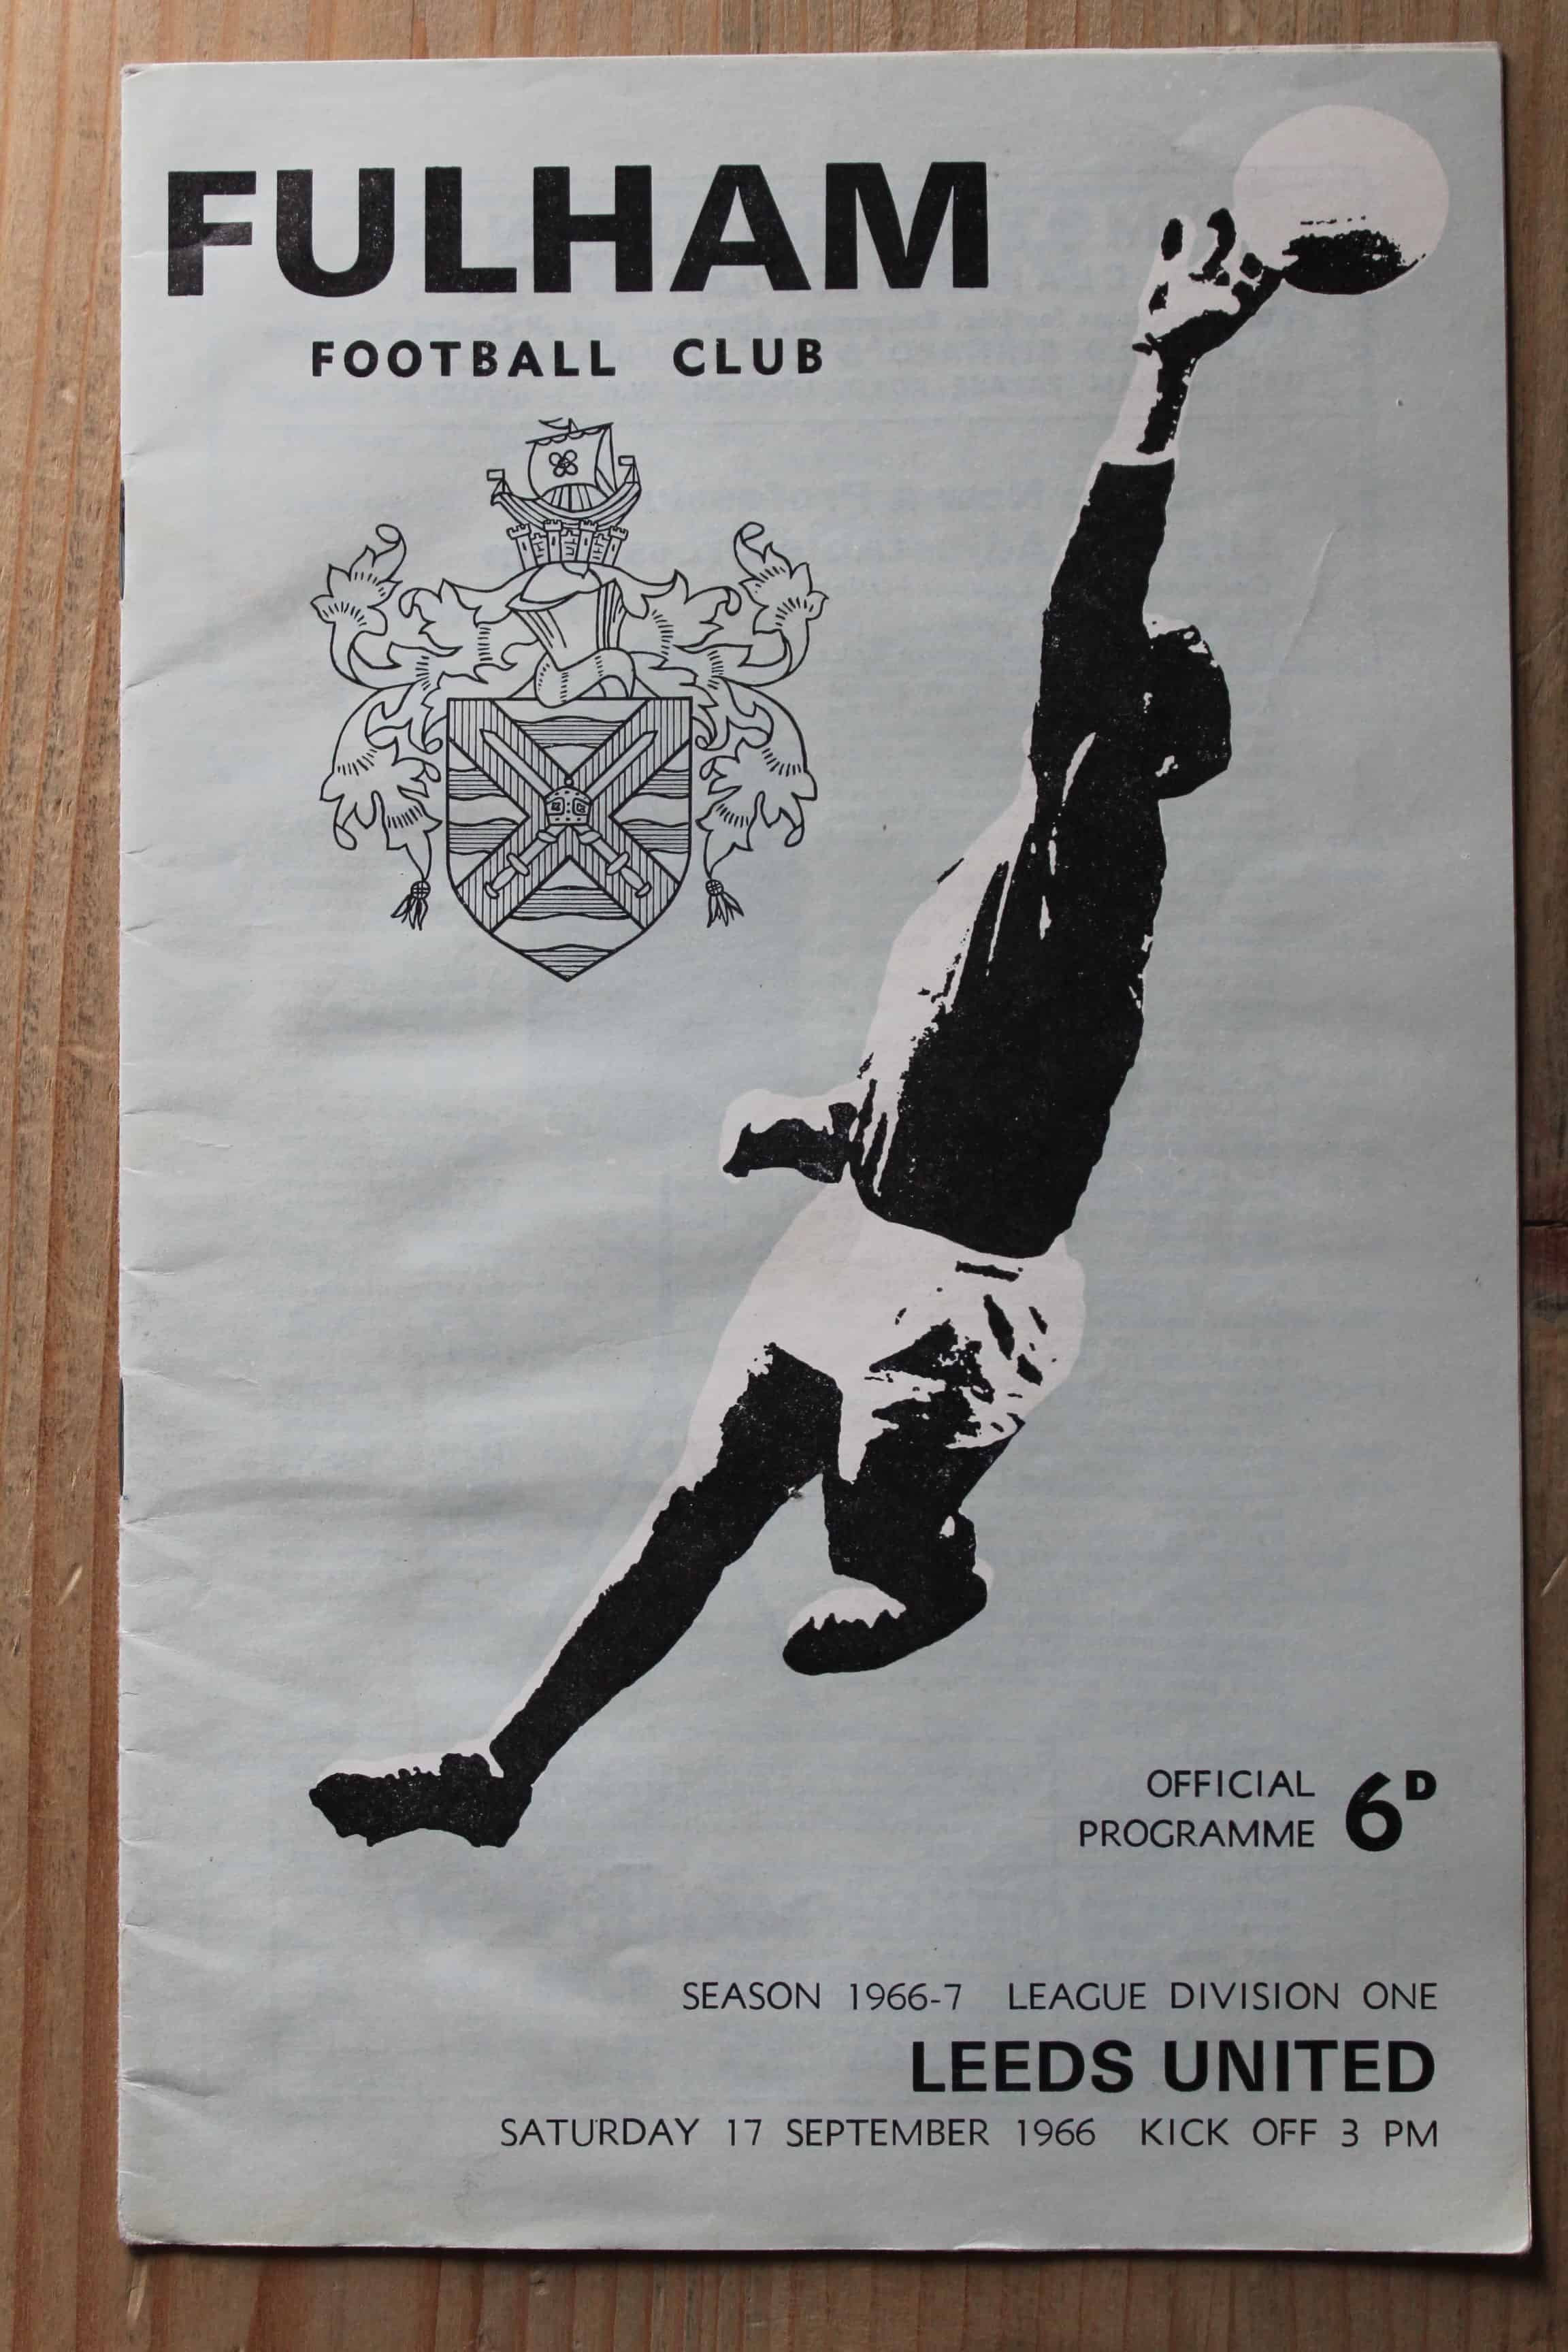 FULHAM
FOOTBALL CLUB
OFFICIAL
PROGRAMME 6D
SEASON 1966-7 LEAGUE DIVISION ONE
LEEDS UNITED
SATURDAY 17 SEPTEMBER 1966 KICK OFF 3 PM